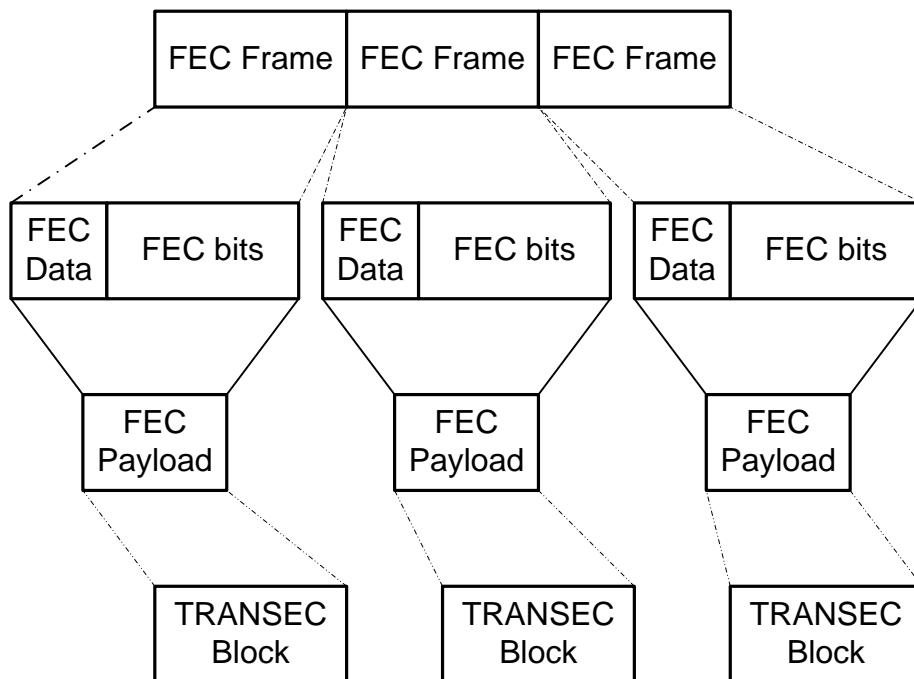 FEC Frame FEC Frame FEC Frame
FEC Data FEC bits FEC Data FEC bits FEC Data FEC bits
FEC Payload FEC Payload FEC Payload
TRANSEC Block TRANSEC Block TRANSEC Block